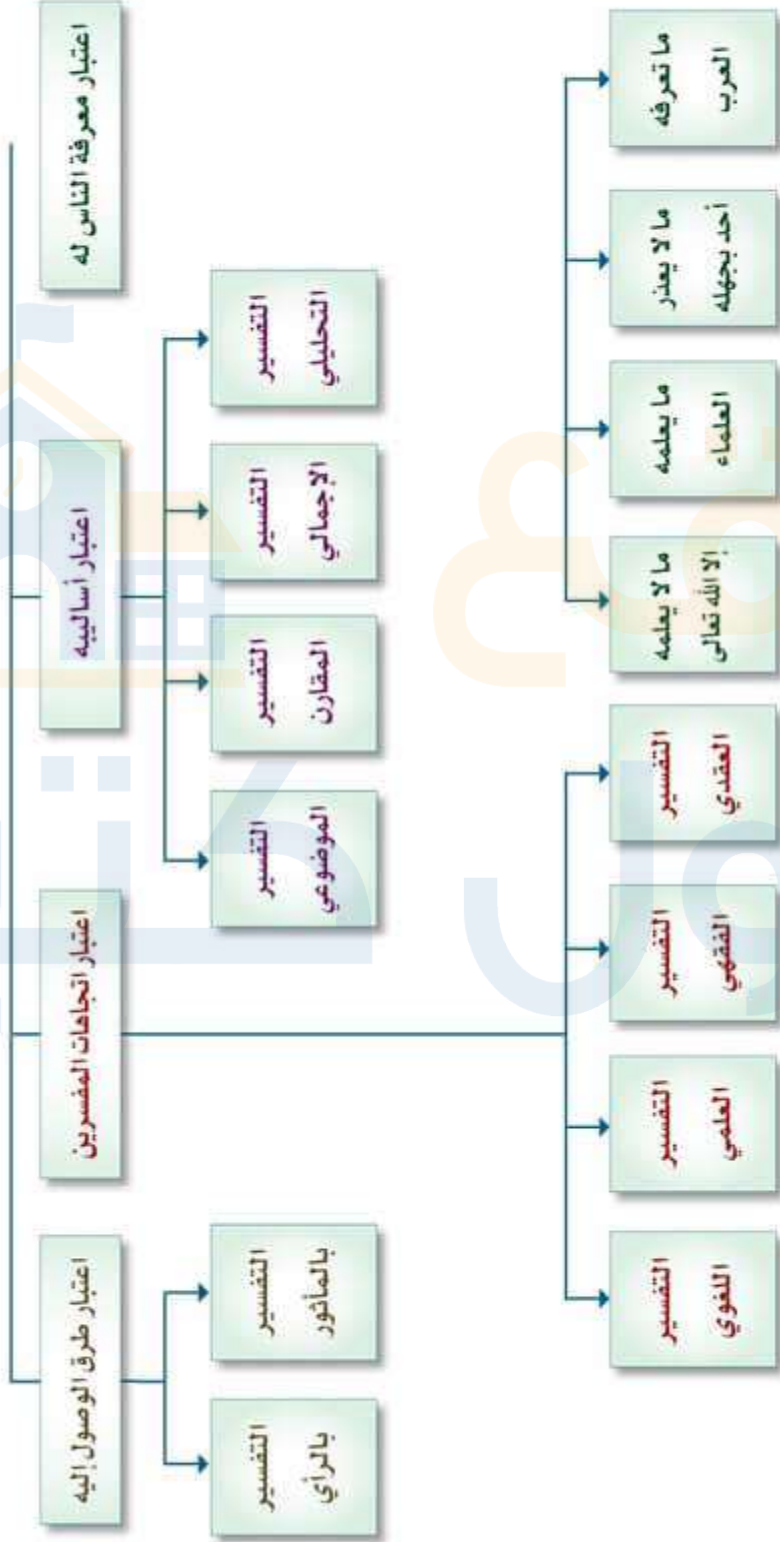 اعتبار معرفة الناس له
اعتبار أساليبه
اعتبار اتجاهات المفسرين
اعتبار طرق الوصول إليه
التفسير
التحليلي
التفسير
الإجمالي
التفسير
المقارن
التفسير
الموضوعي
التفسير
بالمأثور
التفسير
بالرأي
ما تعرفه
العرب
ما لا يعذر
أحد بجهله
ما يعلمه
العلماء
ما لا يعلمه
إلا الله تعالى
التفسير
العقدي
التفسير
الفقهي
التفسير
العلمي
التفسير
اللغوي